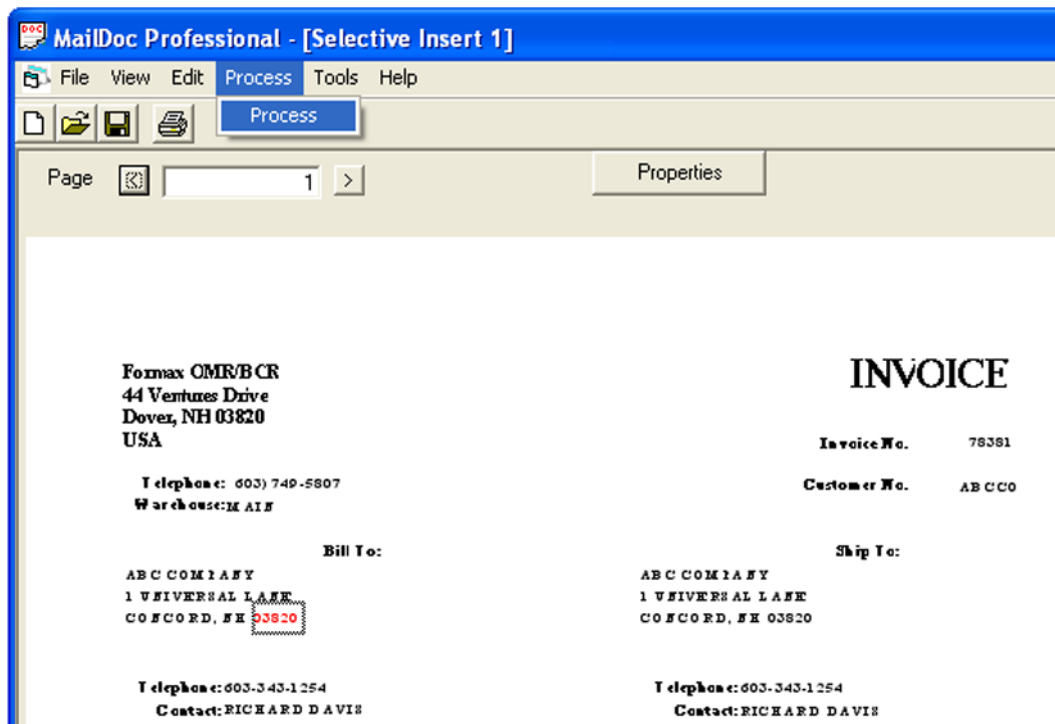 MailDoc Professional - [Selective Insert 1]
File View Edit Process Tools Help
Process
Page 1 > Properties
Formax OMR/BCR
44 Ventures Drive
Dover, NH 03820
USA
INVOICE
Invoice No. 78381
Customer No. ABCC0
Telephone: 603) 749-5807
Warehouse: MAIN
Bill To:
ABC COMPANY
1 UNIVERSAL LANE
CONCORD, NH 03820
Ship To:
ABC COMPANY
1 UNIVERSAL LANE
CONCORD, NH 03820
Telephone: 603-343-1254
Contact: RICHARD DAVIS
Telephone: 603-343-1254
Contact: RICHARD DAVIS